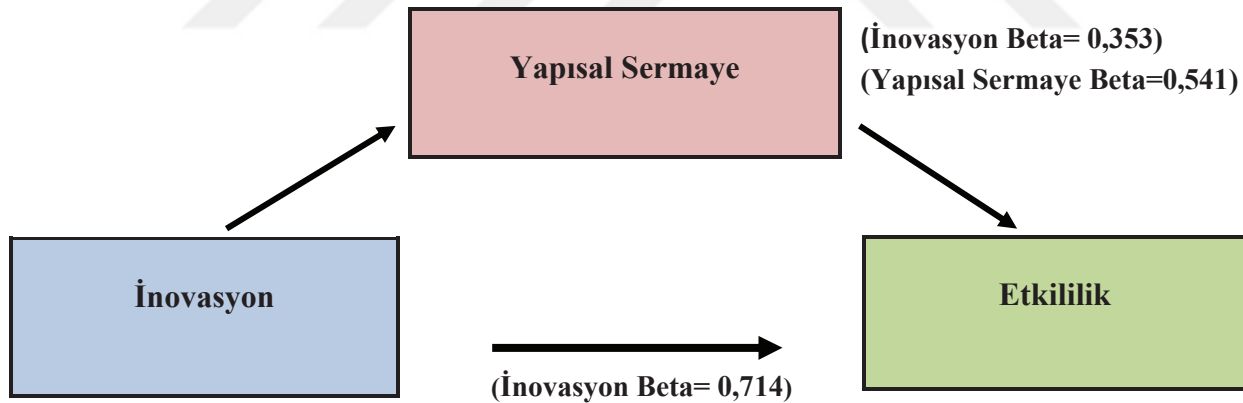 Yapısal Sermaye
(İnovasyon Beta= 0,353)
(Yapısal Sermaye Beta=0,541)
İnovasyon
Etkililik
(İnovasyon Beta= 0,714)